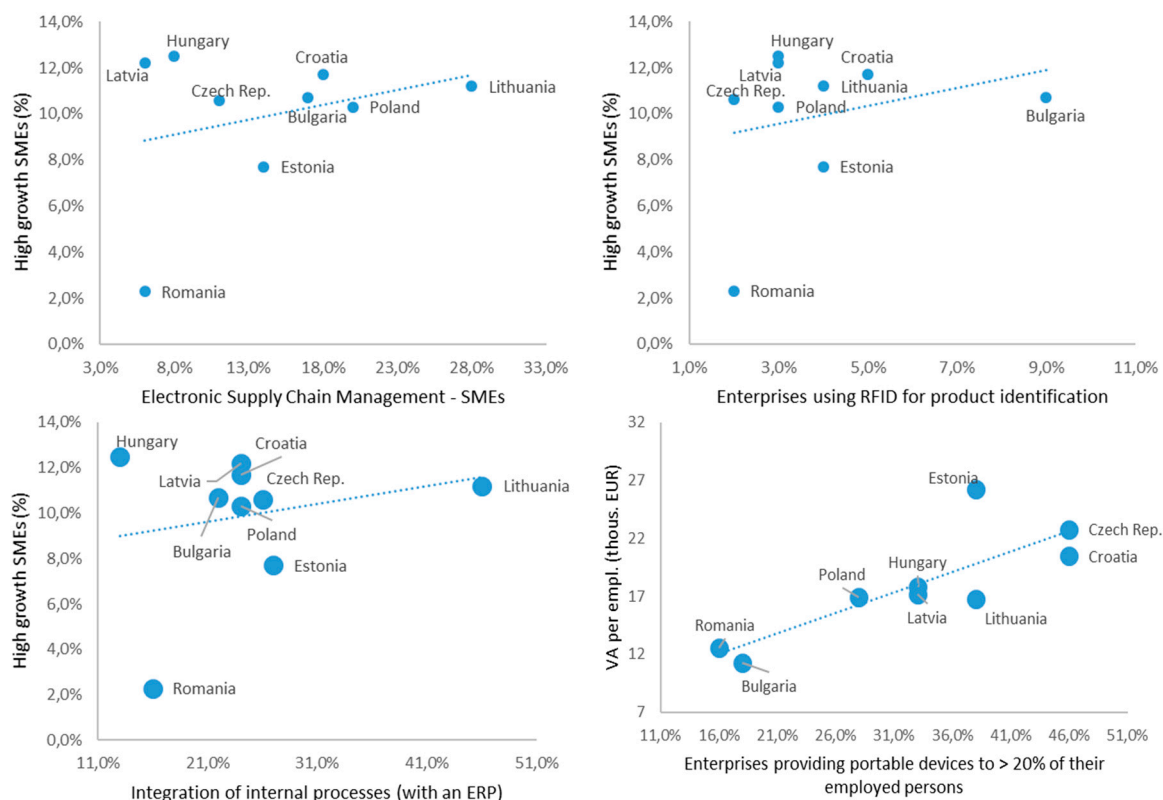 14,0%
12,0%
10,0%
8,0%
6,0%
4,0%
2,0%
0,0%
High growth SMEs (%)
Hungary
Latvia
Croatia
Czech Rep.
Lithuania
Bulgaria
Poland
Estonia
Romania
3,0% 8,0% 13,0% 18,0% 23,0% 28,0% 33,0%
Electronic Supply Chain Management - SMEs
14,0%
12,0%
10,0%
8,0%
6,0%
4,0%
2,0%
0,0%
High growth SMEs (%)
Hungary
Croatia
Latvia
Czech Rep.
Lithuania
Poland
Bulgaria
Estonia
Romania
1,0% 3,0% 5,0% 7,0% 9,0% 11,0%
Enterprises using RFID for product identification
14,0%
12,0%
10,0%
8,0%
6,0%
4,0%
2,0%
0,0%
High growth SMEs (%)
Hungary
Croatia
Latvia
Czech Rep.
Lithuania
Poland
Bulgaria
Estonia
Romania
11,0% 21,0% 31,0% 41,0% 51,0%
Integration of internal processes (with an ERP)
32
27
22
17
12
7
VA per empl. (thous. EUR)
Estonia
Czech Rep.
Croatia
Hungary
Poland
Latvia
Lithuania
Romania
Bulgaria
11,0% 16,0% 21,0% 26,0% 31,0% 36,0% 41,0% 46,0% 51,0%
Enterprises providing portable devices to > 20% of their
employed persons